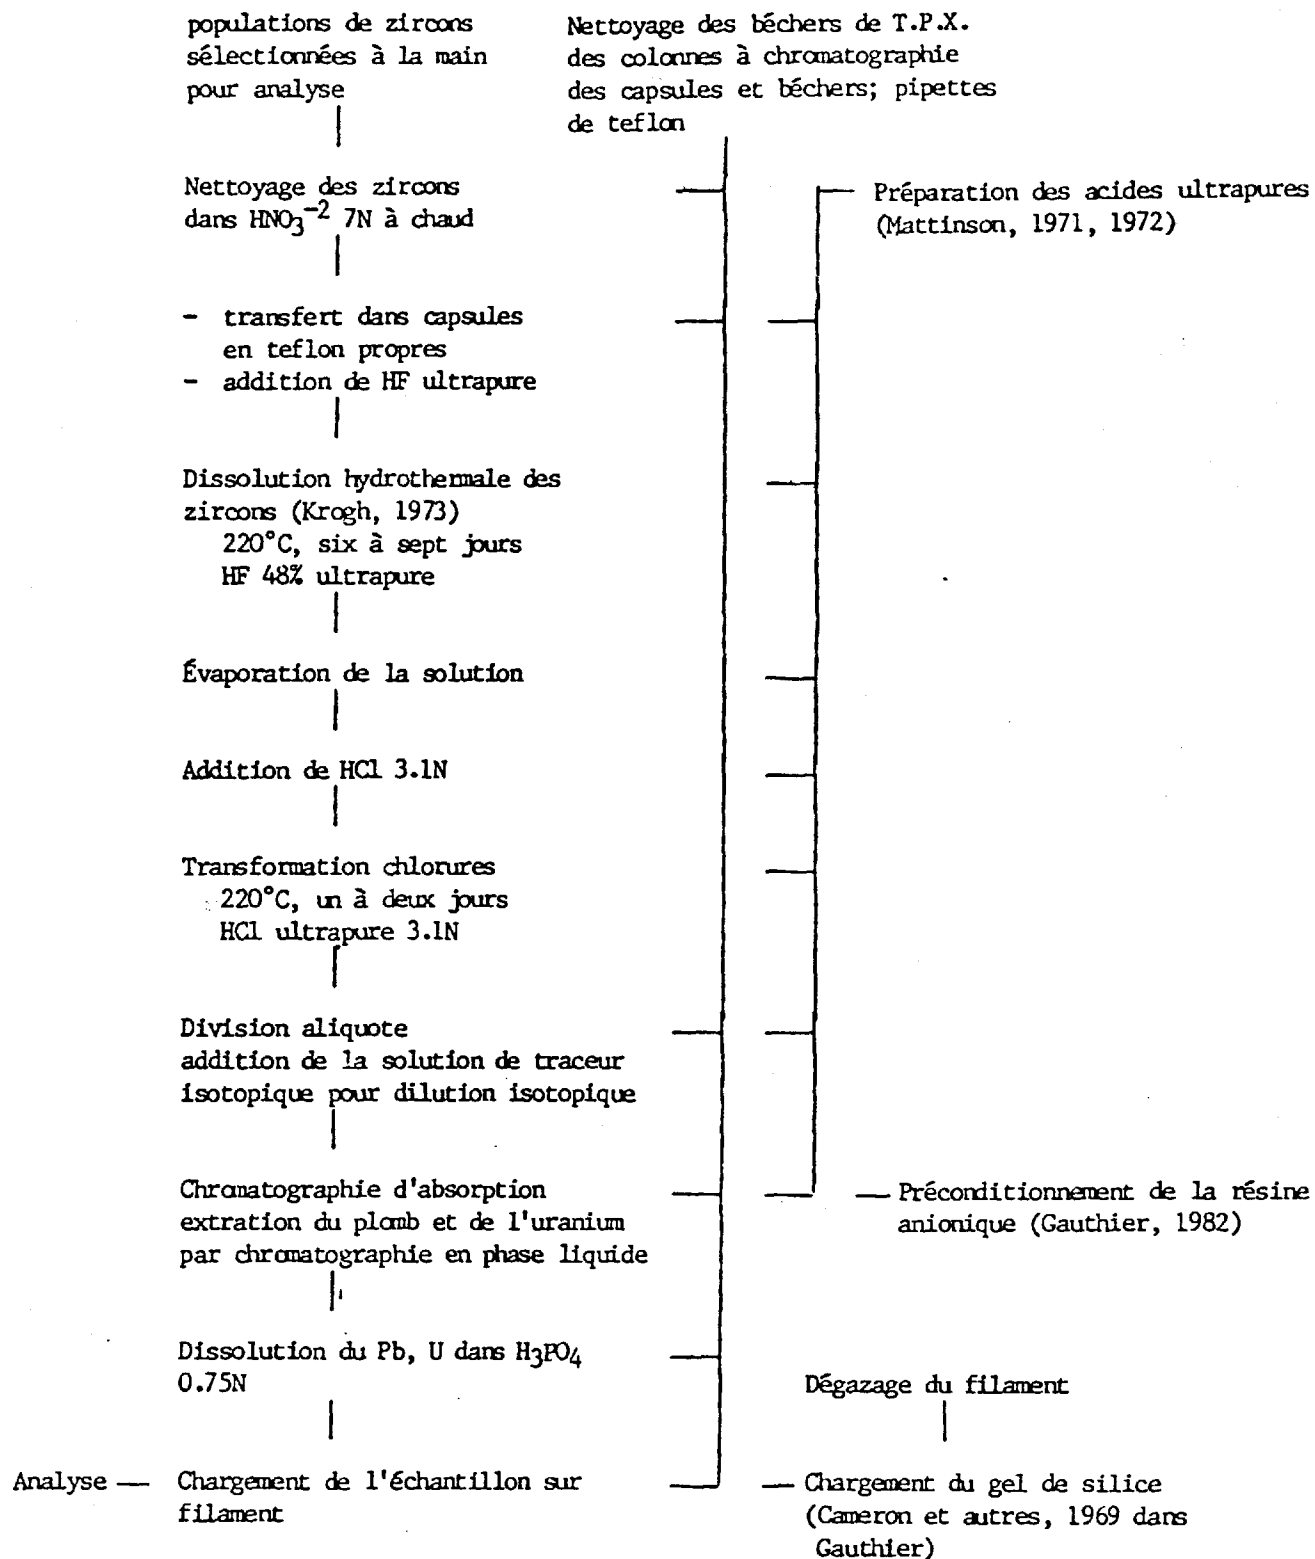 populations de zircons
sélectionnées à la main
pour analyse
Nettoyage des béchers de T.P.X.
des colonnes à chromatographie
des capsules et béchers; pipettes
de teflon
Nettoyage des zircons
dans HNO3-2 7N à chaud
Préparation des acides ultrapures
(Mattinson, 1971, 1972)
- transfert dans capsules
en teflon propres
- addition de HF ultrapure
Dissolution hydrothermale des
zircons (Krogh, 1973)
220°C, six à sept jours
HF 48% ultrapure
Évaporation de la solution
Addition de HCl 3.1N
Transformation chlorures
220°C, un à deux jours
HCl ultrapure 3.1N
Division aliquote
addition de la solution de traceur
isotopique pour dilution isotopique
Chromatographie d'absorption
extration du plomb et de l'uranium
par chromatographie en phase liquide
Préconditionnement de la résine
anionique (Gauthier, 1982)
Dissolution du Pb, U dans H3PO4
0.75N
Dégazage du filament
Analyse — Chargement de l'échantillon sur
filament
Chargement du gel de silice
(Cameron et autres, 1969 dans
Gauthier)